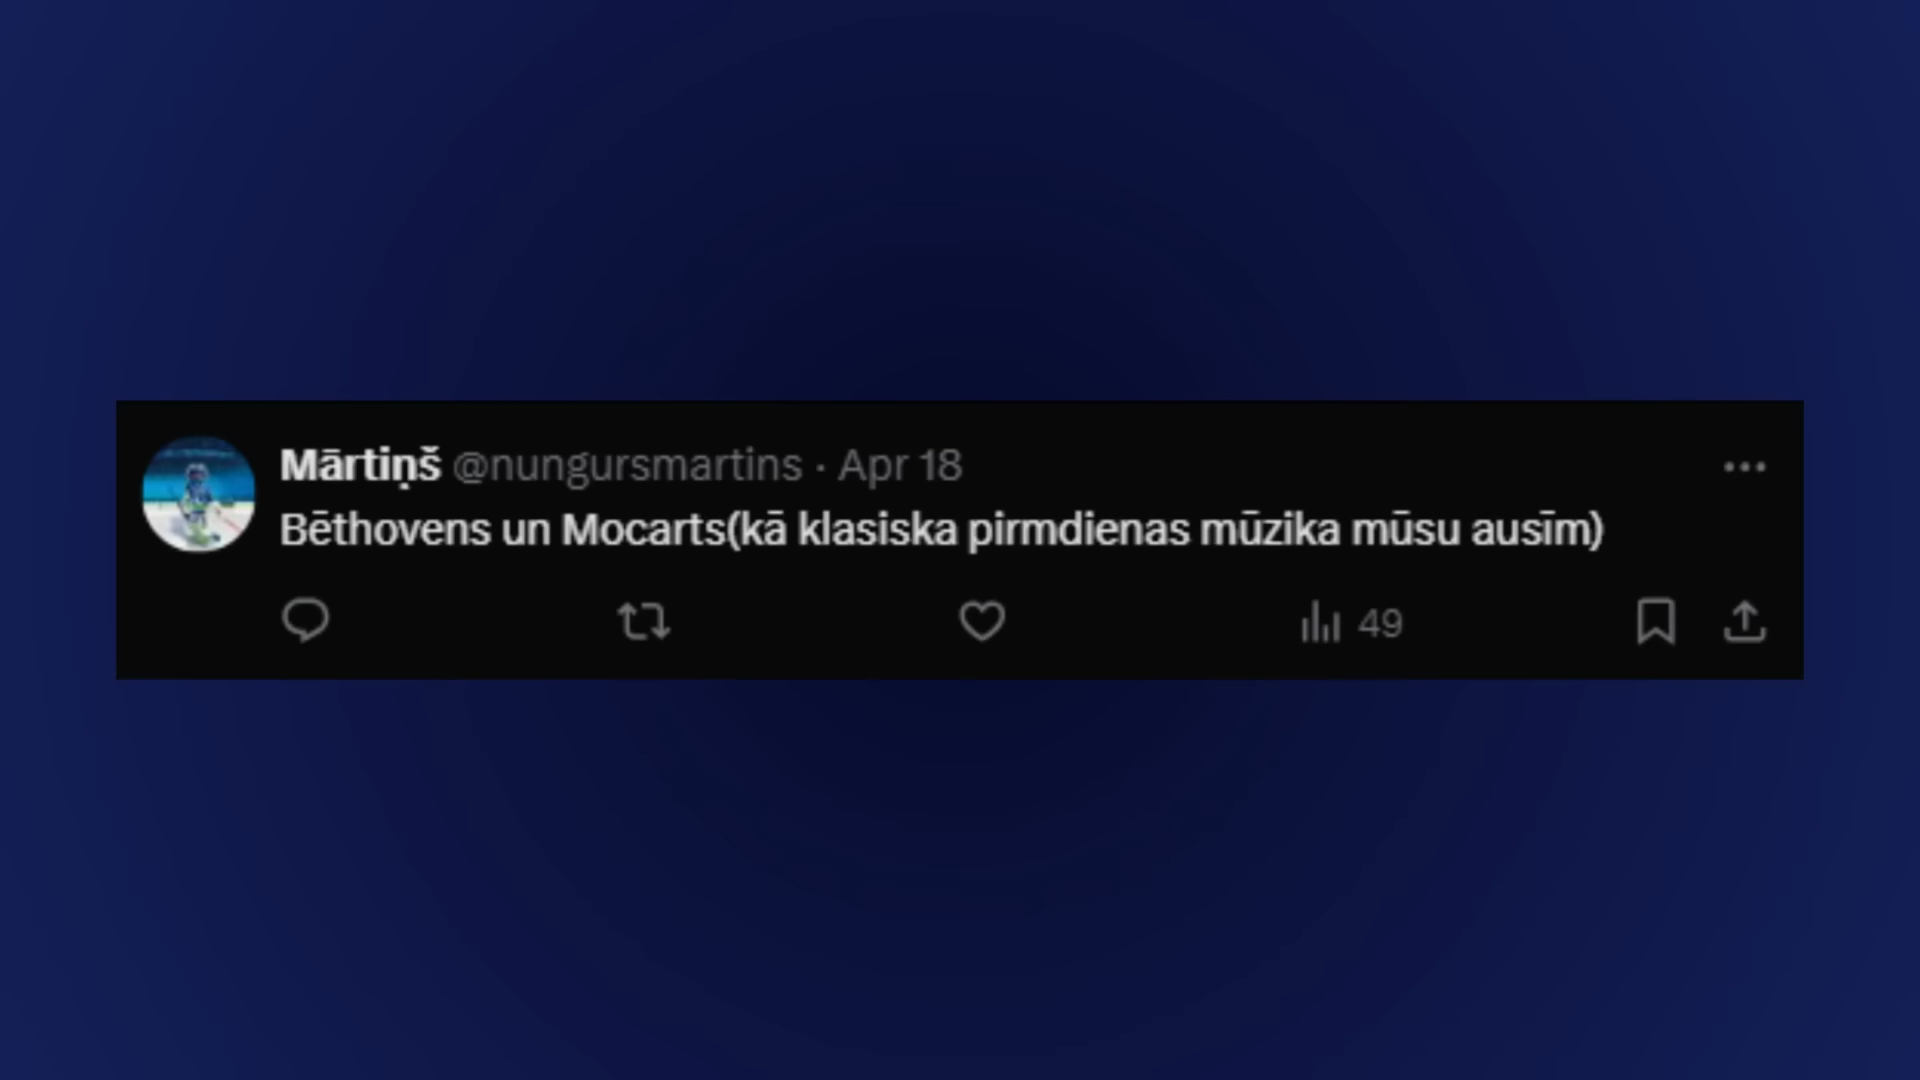 Mārtiņš @nungursmartins · Apr 18
Bēthovens un Mocarts(kā klasiska pirmdienas mūzika mūsu ausīm)
49